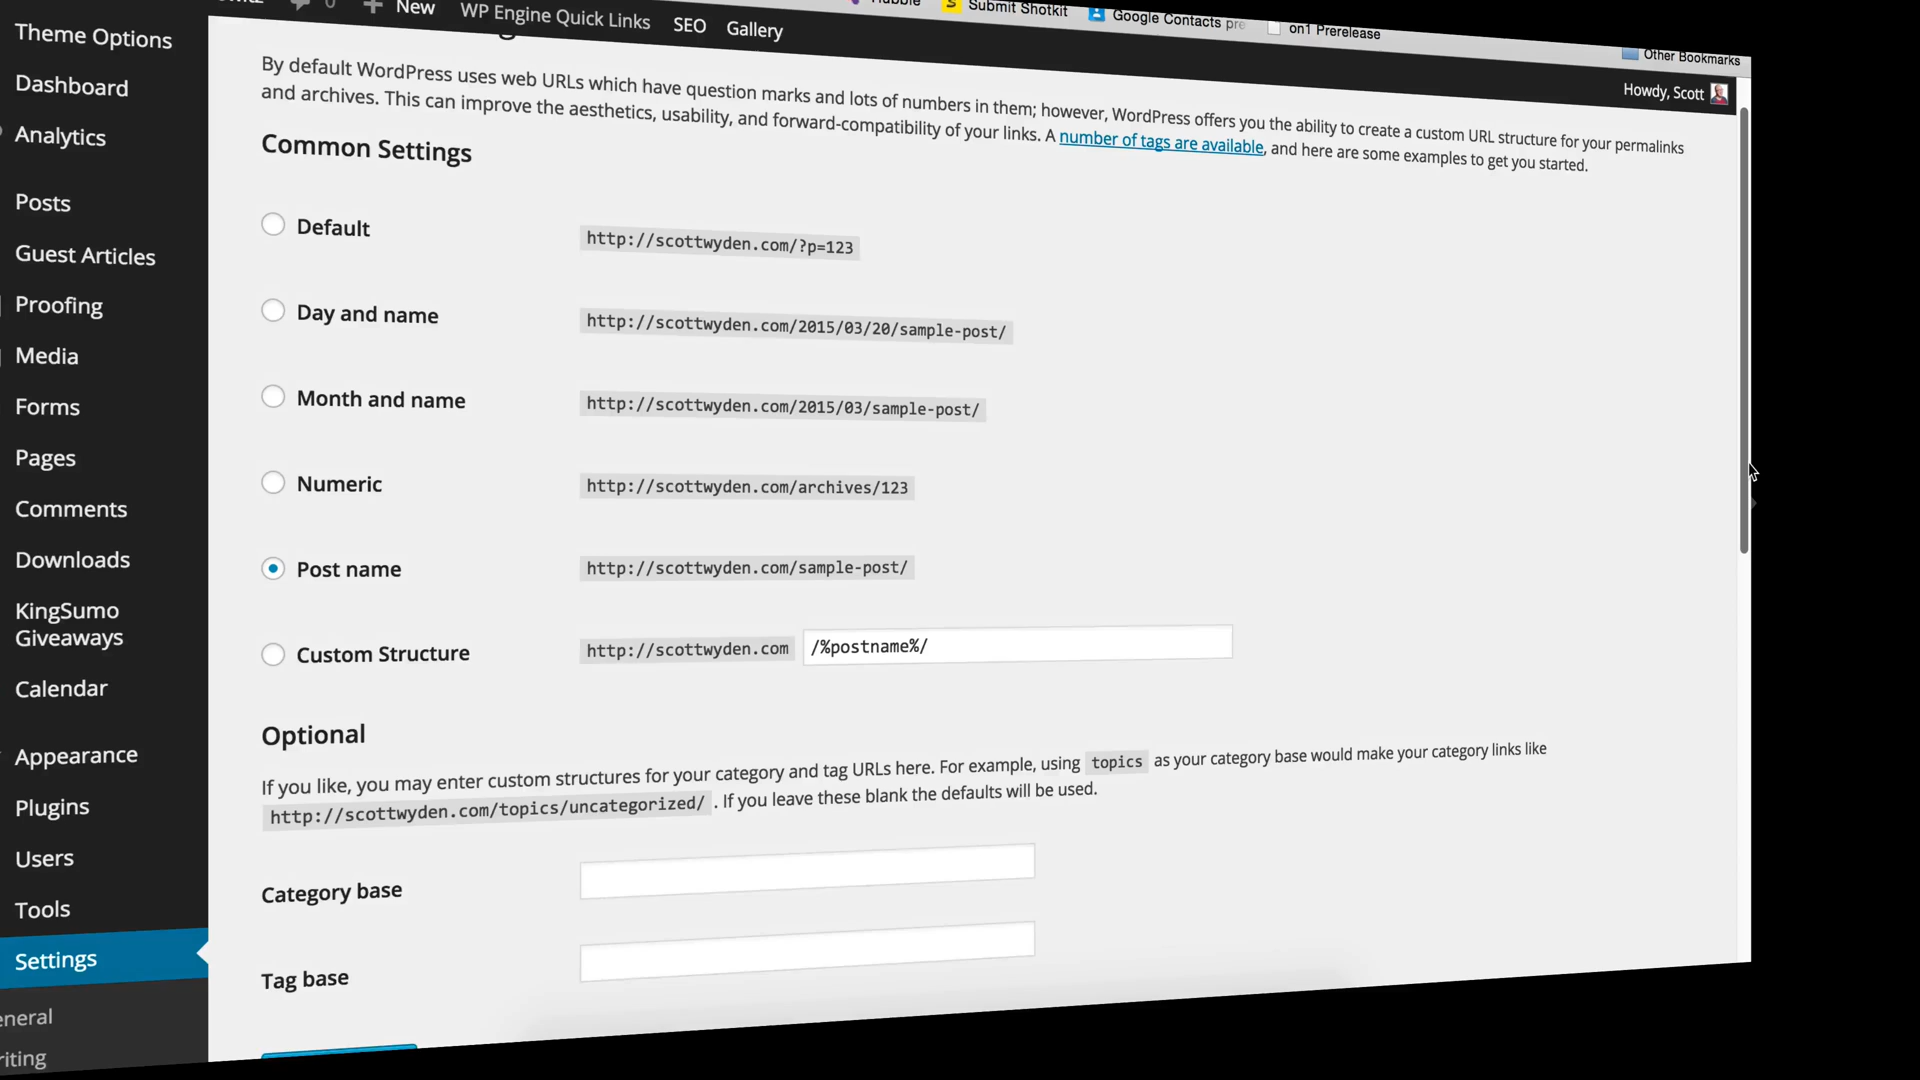 New
WP Engine Quick Links
SEO
Gallery
Submit Shotkit
Google Contacts pre
on1 Prerelease
Other Bookmarks
Howdy, Scott
Theme Options
Dashboard
Analytics
Posts
Guest Articles
Proofing
Media
Forms
Pages
Comments
Downloads
KingSumo
Giveaways
Calendar
Appearance
Plugins
Users
Tools
Settings
eneral
riting
By default WordPress uses web URLs which have question marks and lots of numbers in them; however, WordPress offers you the ability to create a custom URL structure for your permalinks
and archives. This can improve the aesthetics, usability, and forward-compatibility of your links. A number of tags are available, and here are some examples to get you started.
Common Settings
Default http://scottwyden.com/?p=123
Day and name http://scottwyden.com/2015/03/20/sample-post/
Month and name http://scottwyden.com/2015/03/sample-post/
Numeric http://scottwyden.com/archives/123
Post name http://scottwyden.com/sample-post/
Custom Structure http://scottwyden.com /%postname%/
Optional
If you like, you may enter custom structures for your category and tag URLs here. For example, using topics as your category base would make your category links like
http://scottwyden.com/topics/uncategorized/ . If you leave these blank the defaults will be used.
Category base
Tag base